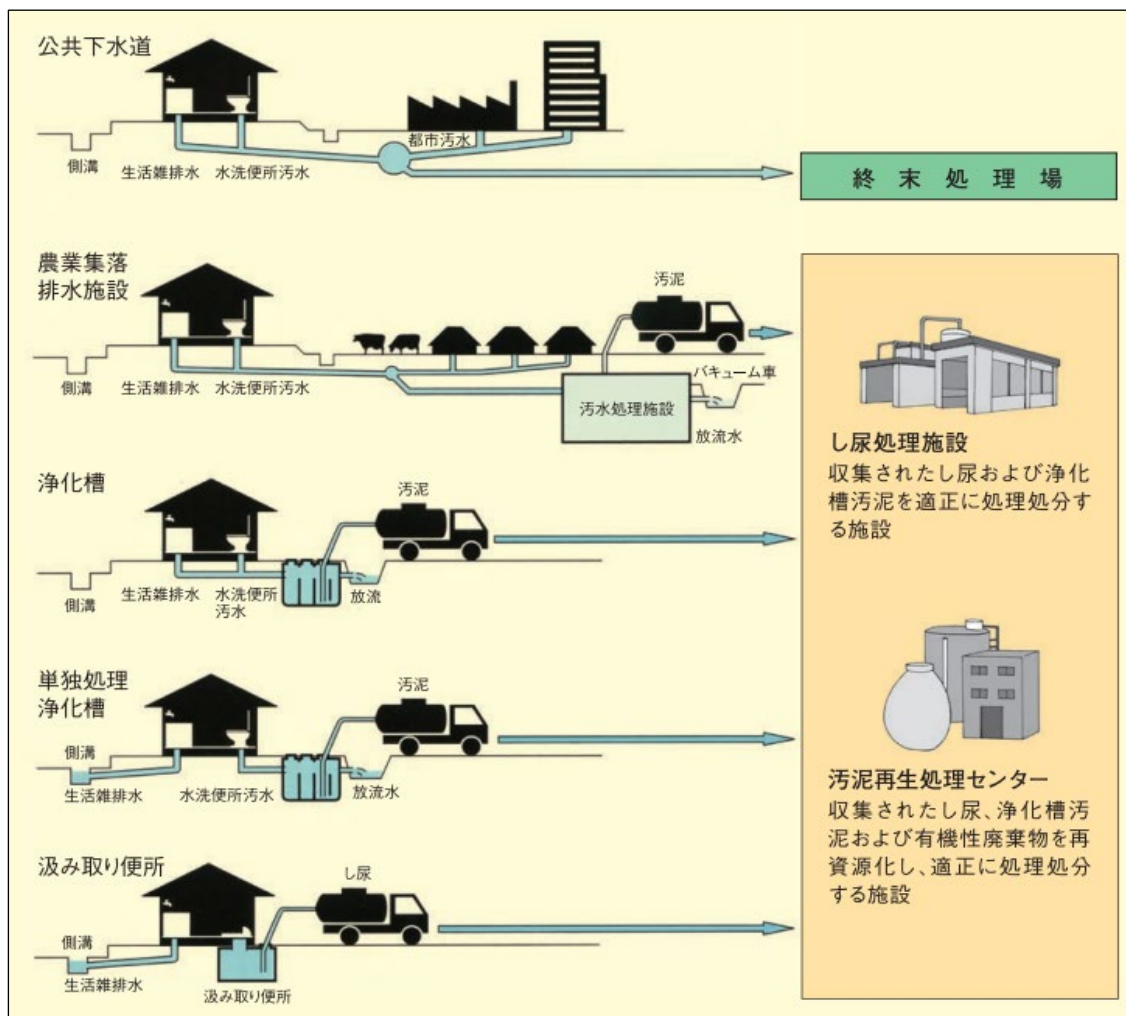 公共下水道
都市汚水
側溝
生活雑排水
水洗便所汚水
終末処理場
農業集落
排水施設
汚泥
側溝
生活雑排水
水洗便所汚水
バキューム車
汚水処理施設
放流水
し尿処理施設
収集されたし尿および浄化
槽汚泥を適正に処理処分す
る施設
浄化槽
汚泥
側溝
生活雑排水
水洗便所
汚水
放流
単独処理
浄化槽
汚泥
側溝
生活雑排水
水洗便所汚水
放流水
汚泥再生処理センター
収集されたし尿、浄化槽汚
泥および有機性廃棄物を再
資源化し、適正に処理処分
する施設
汲み取り便所
し尿
側溝
生活雑排水
汲み取り便所